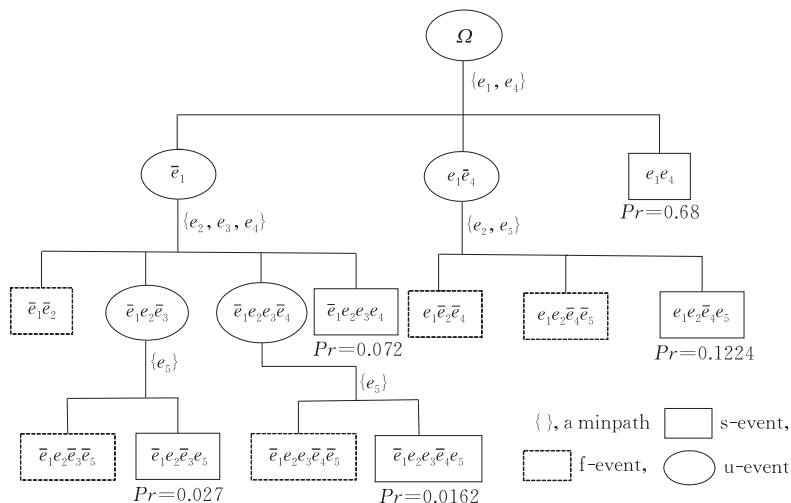 Ω
{e₁, e₄}
ē₁
e₁ē₄
e₁e₄
Pr=0.68
{e₂, e₃, e₄}
{e₂, e₅}
ē₁ē₂
ē₁e₂ē₃
ē₁e₂e₃ē₄
ē₁e₂e₃e₄
Pr=0.072
e₁ē₂ē₄
e₁e₂ē₄ē₅
e₁e₂ē₄e₅
Pr=0.1224
{e₅}
{e₅}
ē₁e₂ē₃ē₅
ē₁e₂ē₃e₅
Pr=0.027
ē₁e₂e₃ē₄ē₅
ē₁e₂e₃ē₄e₅
Pr=0.0162
{ }, a minpath
s-event,
f-event,
u-event